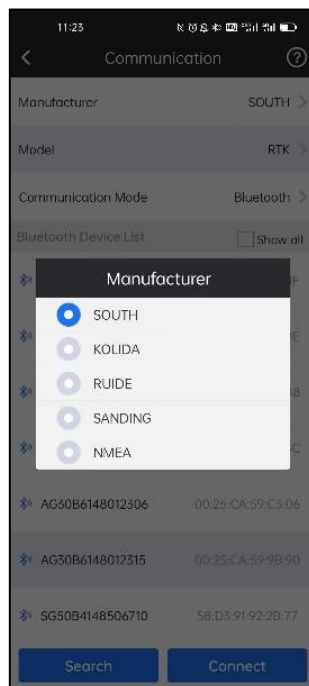 11:23
Communication
Manufacturer SOUTH
Model RTK
Communication Mode Bluetooth
Bluetooth Device List Show all
Manufacturer
SOUTH
KOLIDA
RUIDE
SANDING
NMEA
AG30B6148012306 00:25:CA:59:C3:06
AG30B6148012315 00:25:CA:59:9B:90
SG50B4148506710 58:D3:91:92:2B:77
Search Connect